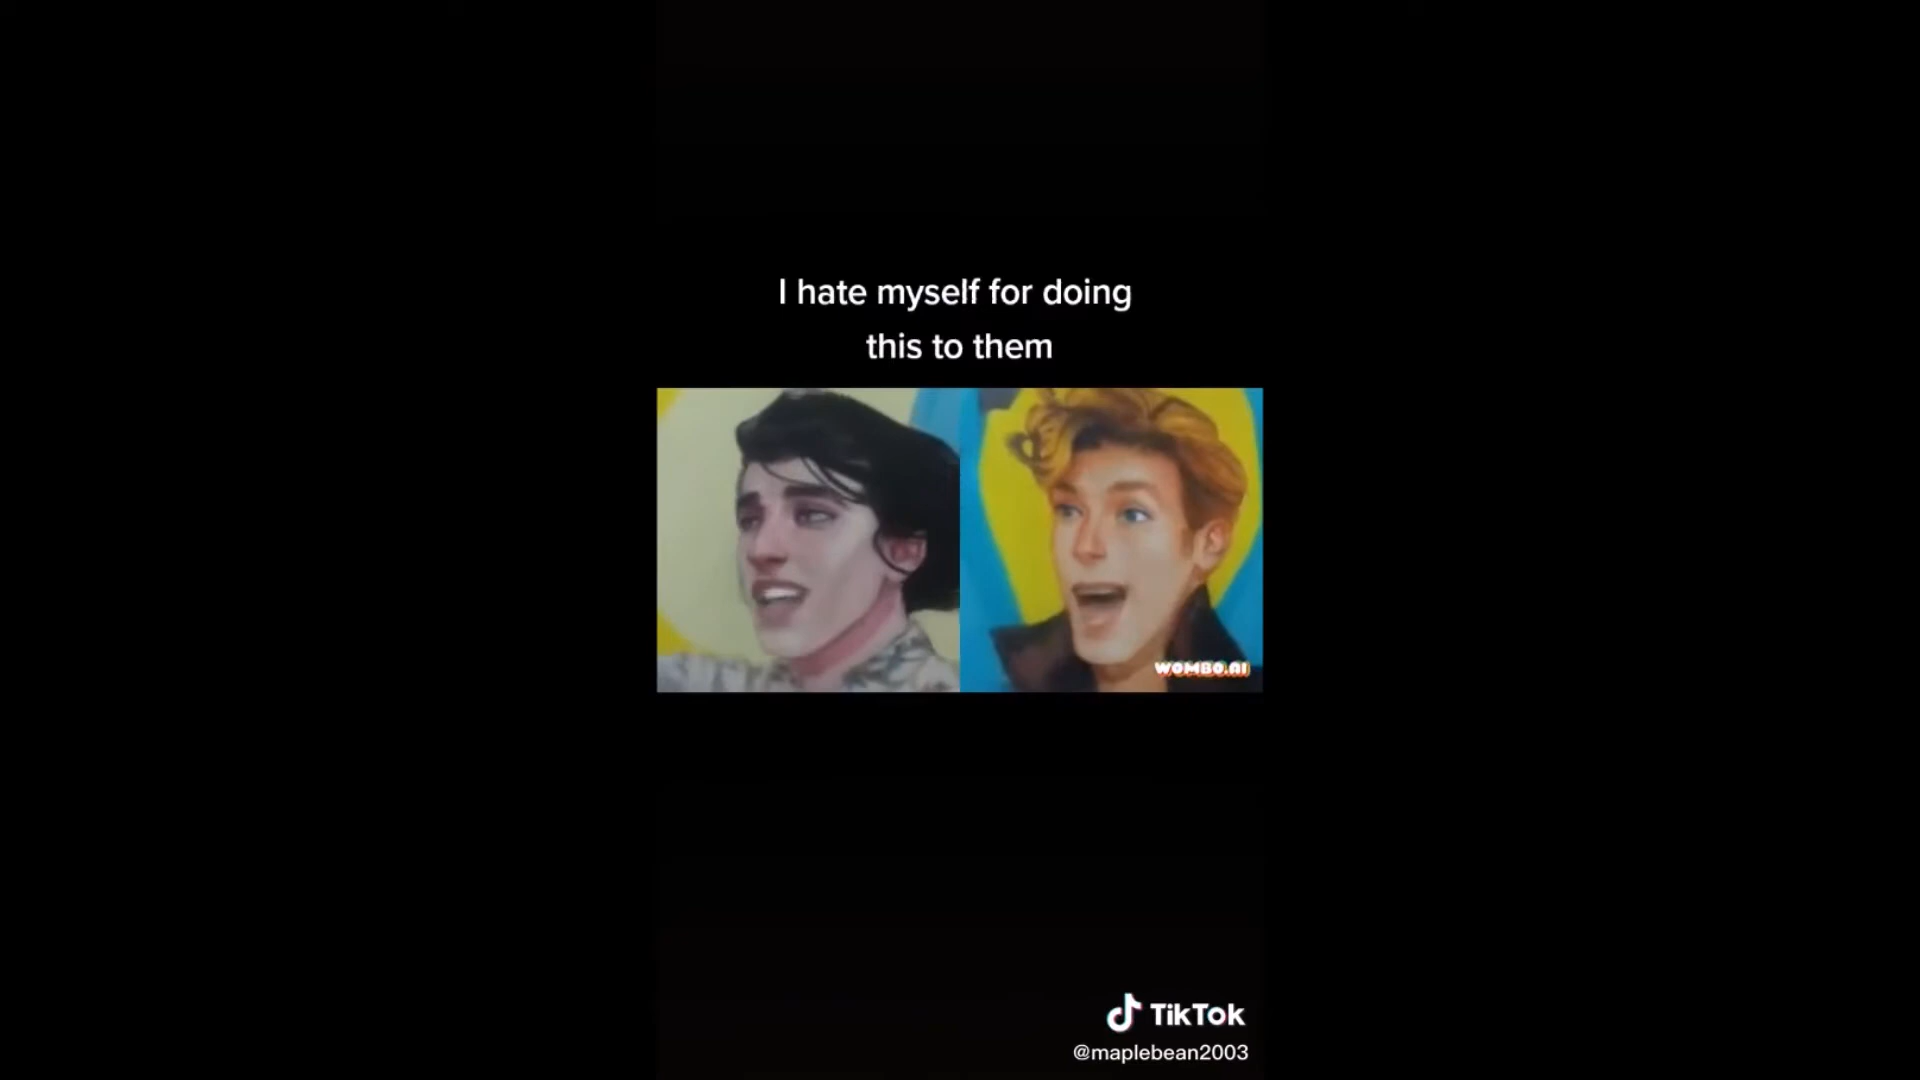 I hate myself for doing
this to them
WOMBO.AI
TikTok
@maplebean2003